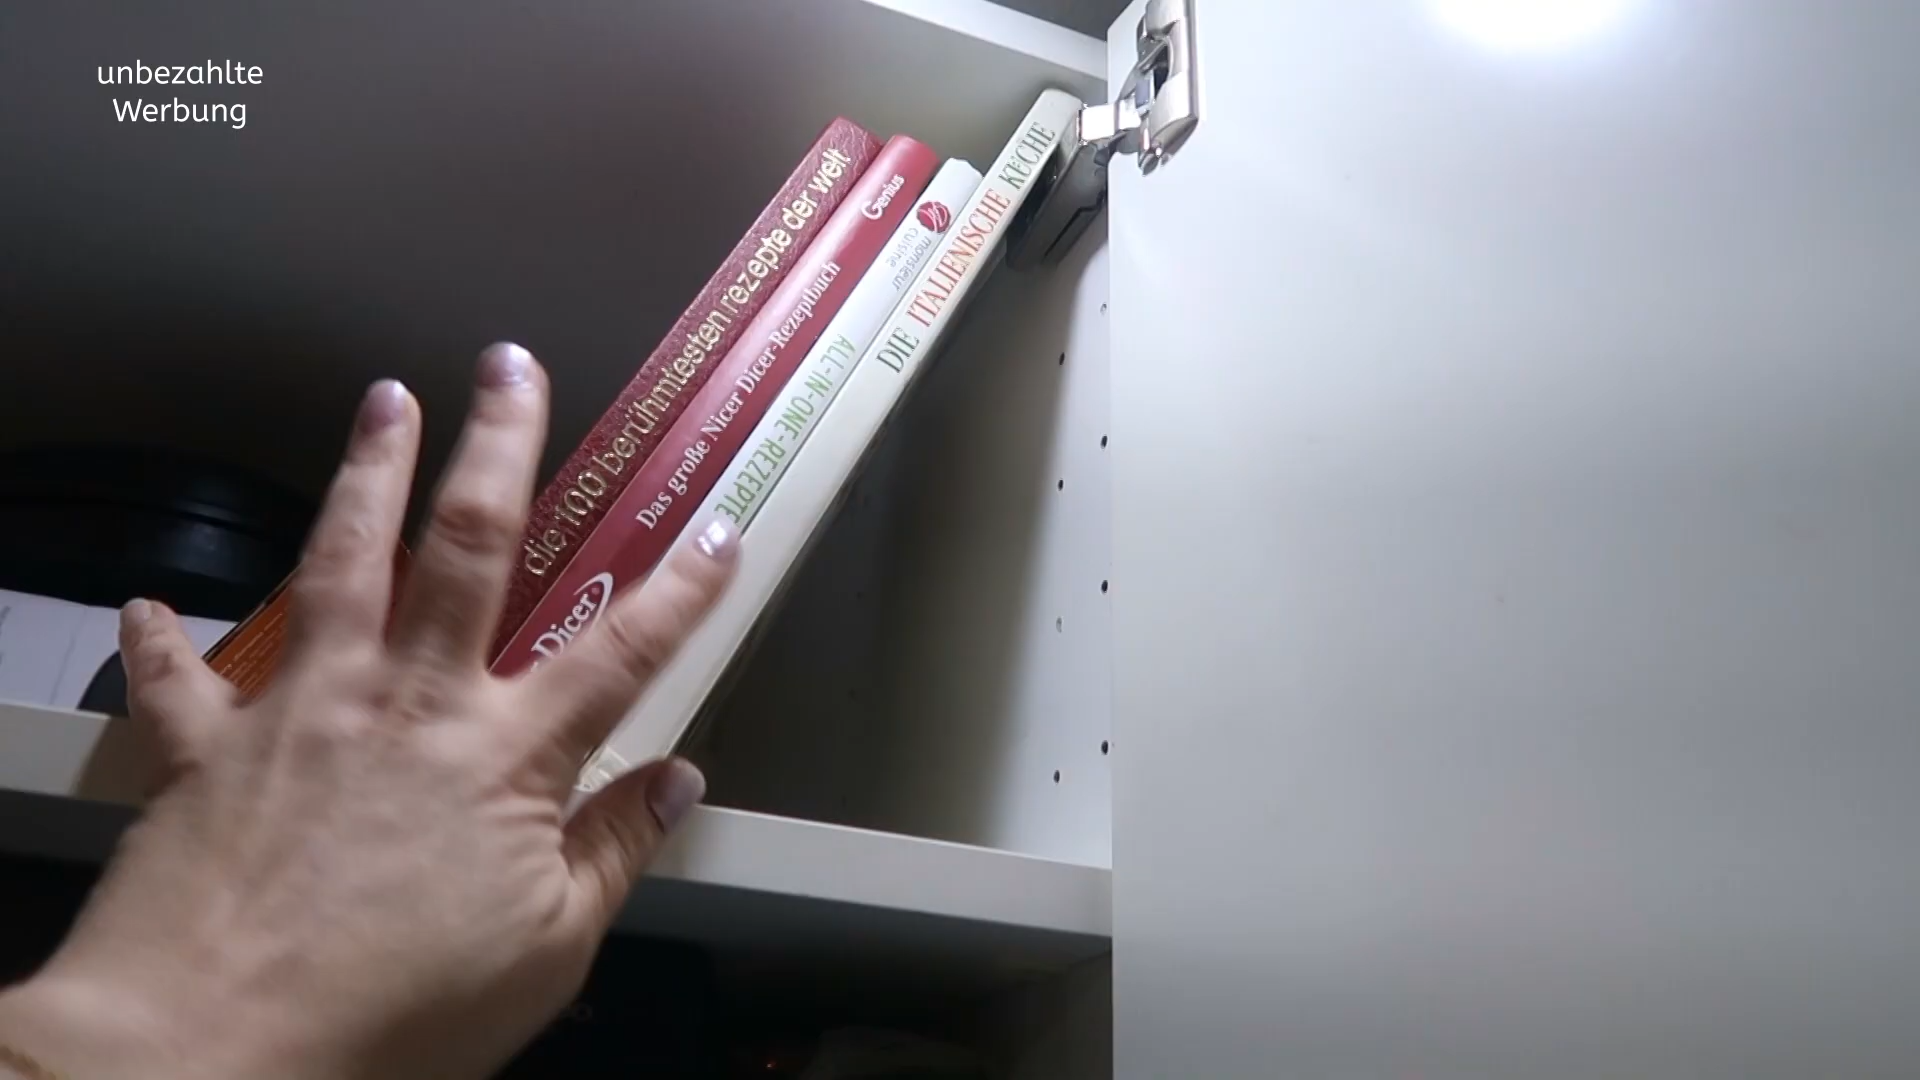 unbezahlte
Werbung
die 100 berühmtesten rezepte der welt
Das große Nicer Dicer-Rezeptbuch
Genius
Dicer®
ALL-IN-ONE-REZEPTE
monsieur
cuisine
DIE ITALIENISCHE KÜCHE